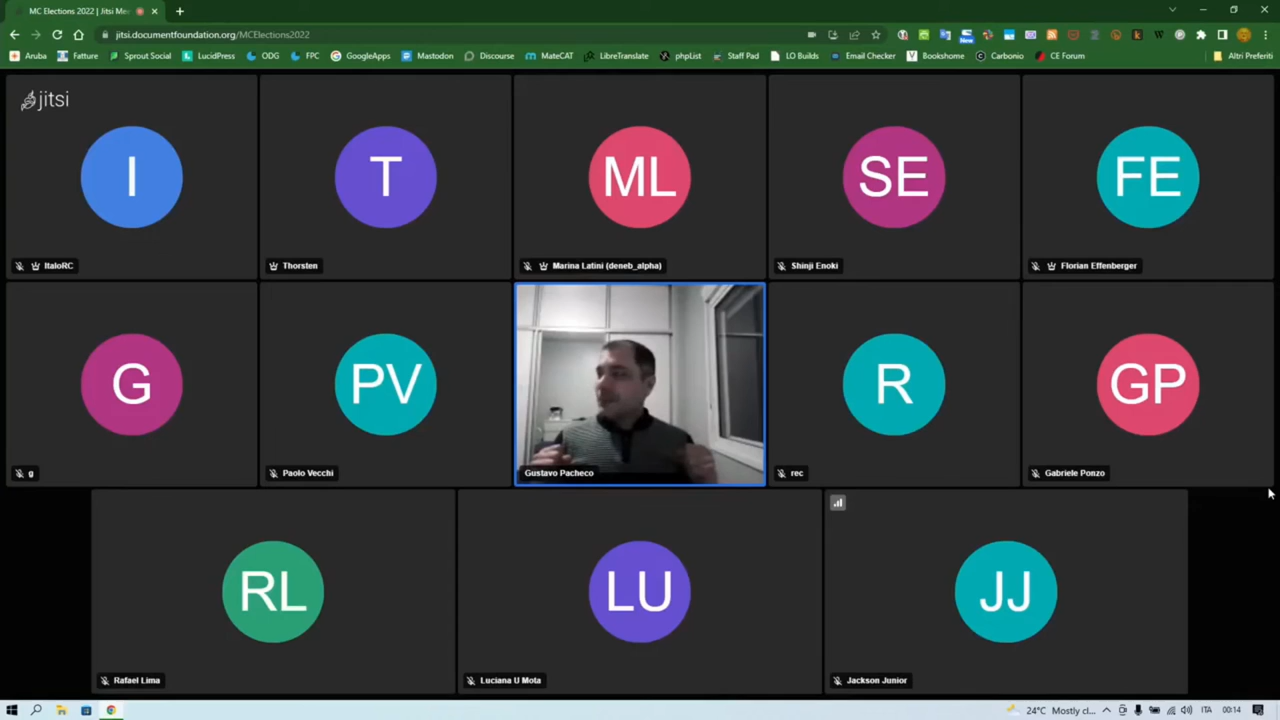 MC Elections 2022 | Jitsi Me
jitsi.documentfoundation.org/MCElections2022
Aruba Fatture Sprout Social LucidPress ODG FPC GoogleApps Mastodon Discourse MateCAT LibreTranslate phpList Staff Pad LO Builds Email Checker Bookshome Carbonio CE Forum Altri Preferiti
jitsi
I T ML SE FE
ItaloRC Thorsten Marina Latini (deneb_alpha) Shinji Enoki Florian Effenberger
G PV R GP
g Paolo Vecchi Gustavo Pacheco rec Gabriele Ponzo
RL LU JJ
Rafael Lima Luciana U Mota Jackson Junior
24°C Mostly cl... ITA 00:14